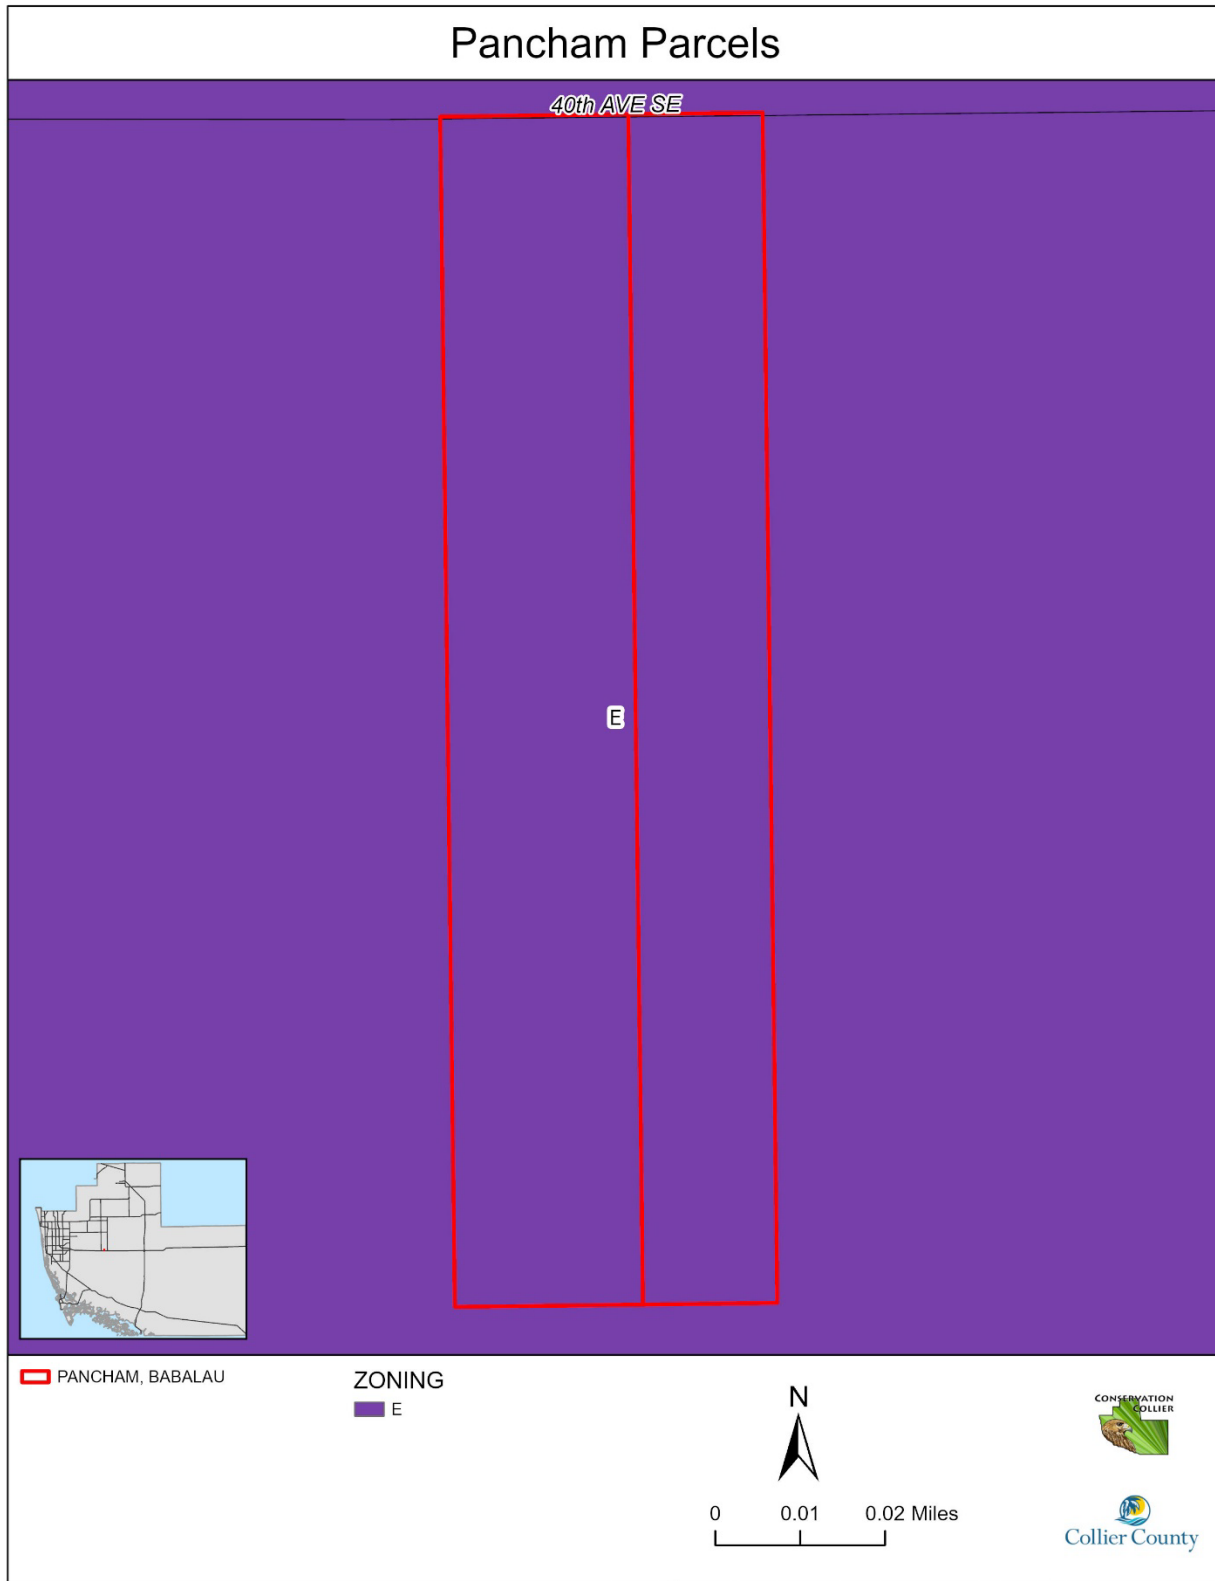 Pancham Parcels
40th AVE SE
E
PANCHAM, BABALAU
ZONING
E
N
0 0.01 0.02 Miles
CONSERVATION
COLLIER
Collier County